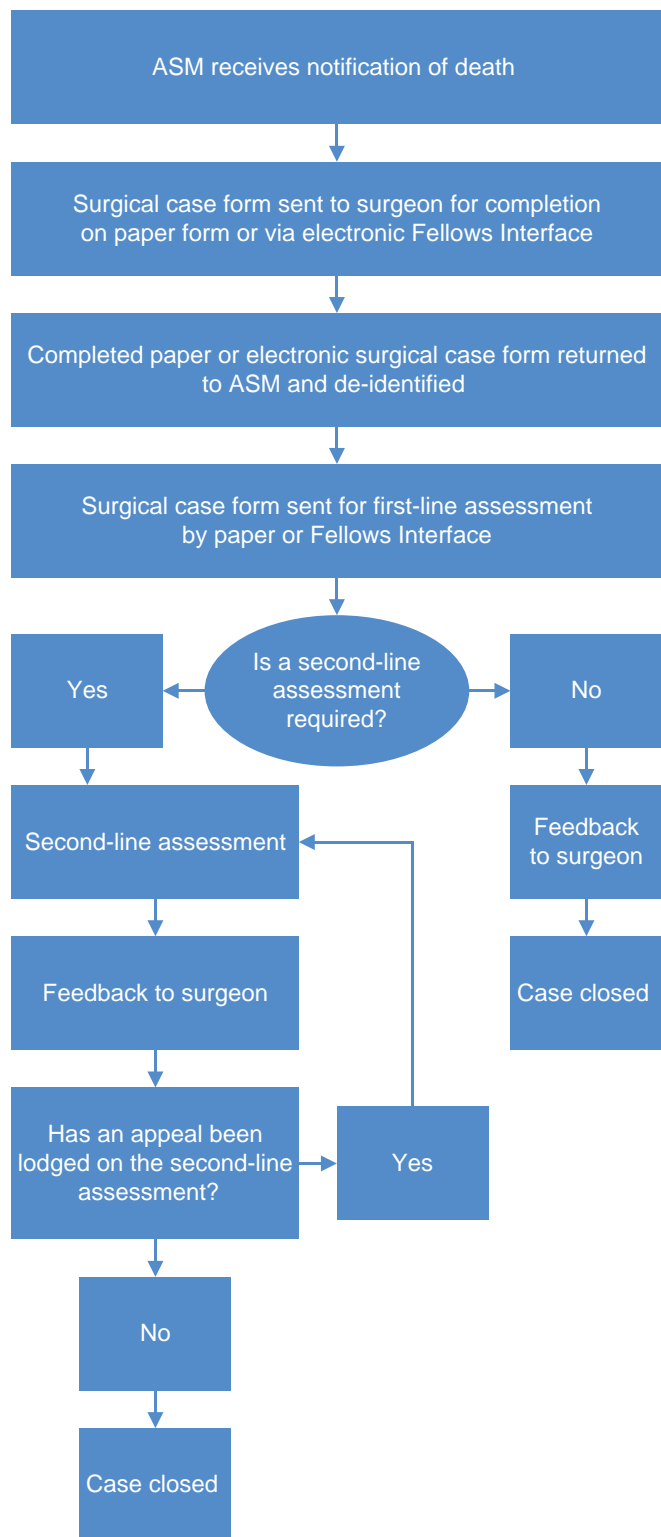 ASM receives notification of death
Surgical case form sent to surgeon for completion
on paper form or via electronic Fellows Interface
Completed paper or electronic surgical case form returned
to ASM and de-identified
Surgical case form sent for first-line assessment
by paper or Fellows Interface
Is a second-line
assessment
required?
Yes
No
Second-line assessment
Feedback
to surgeon
Feedback to surgeon
Case closed
Has an appeal been
lodged on the second-line
assessment?
Yes
No
Case closed